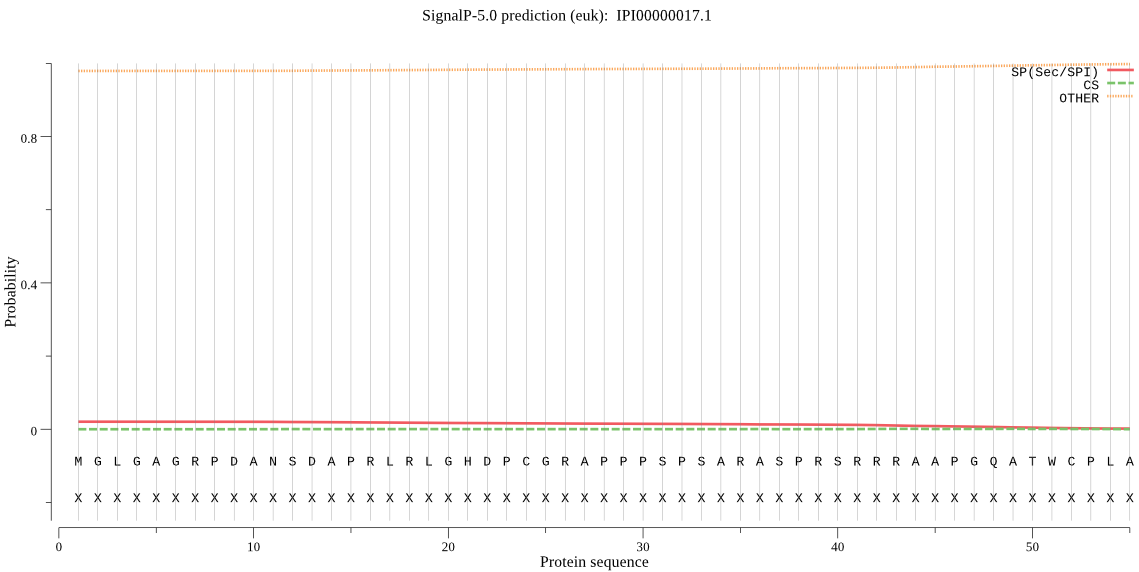 SignalP-5.0 prediction (euk): IPI00000017.1
SP(Sec/SPI)
CS
OTHER
0.8
0.4
0
Probability
M G L G A G R P D A N S D A P R L R L G H D P C G R A P P P S P S A R A S P R S R R R A A P G Q A T W C P L A
X X X X X X X X X X X X X X X X X X X X X X X X X X X X X X X X X X X X X X X X X X X X X X X X X X X X X X X
0 10 20 30 40 50
Protein sequence